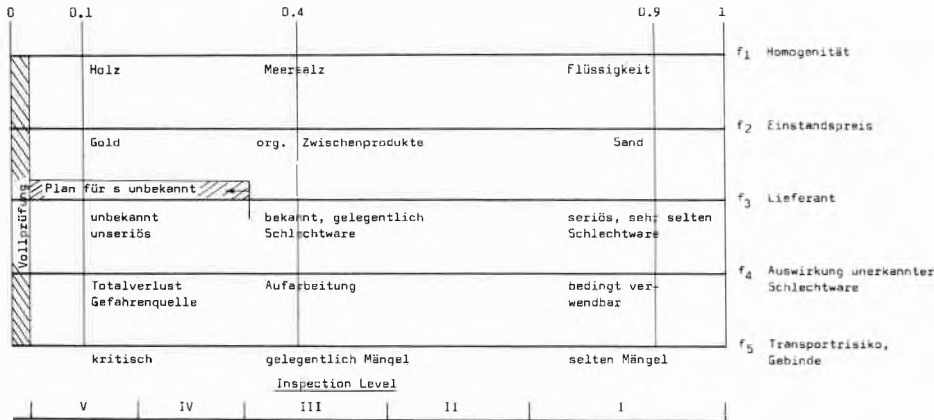 0 0.1 0.4 0.9 1
f1 Homogenität
Holz Meersalz Flüssigkeit
f2 Einstandspreis
Gold org. Zwischenprodukte Sand
Vollprüfung
Plan für s unbekannt
f3 Lieferant
unbekannt bekannt, gelegentlich seriös, sehr selten
unseriös Schlechtware Schlechtware
f4 Auswirkung unerkannter
Schlechtware
Totalverlust Aufarbeitung bedingt ver-
Gefahrenquelle wendbar
f5 Transportrisiko,
Gebinde
kritisch gelegentlich Mängel selten Mängel
Inspection Level
V IV III II I